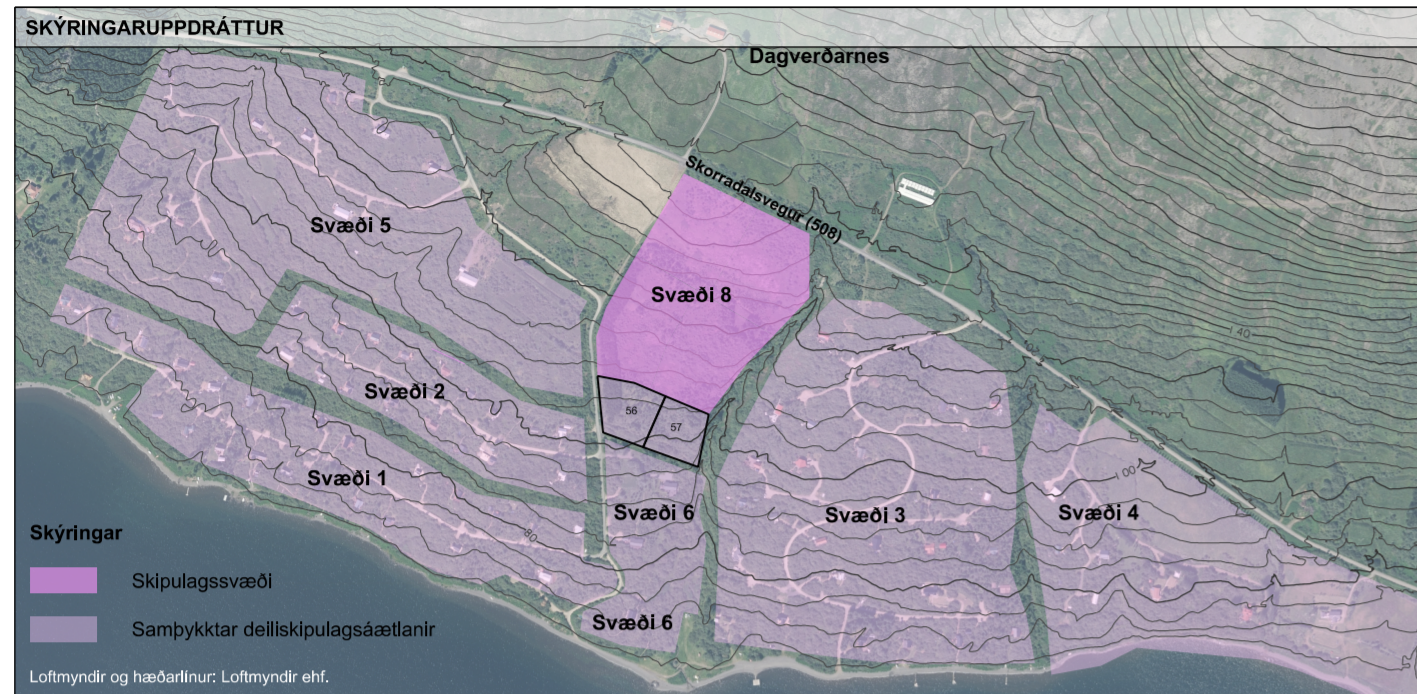 SKÝRINGARUPPDRÁTTUR
Dagverðarnes
Skorradalsvegur (508)
Svæði 5
Svæði 8
140
Svæði 2
56
57
Svæði 1
100
80
Svæði 6
Svæði 3
Svæði 4
Skýringar
Skipulagssvæði
Svæði 6
Samþykktar deiliskipulagsáætlanir
Loftmyndir og hæðarlínur: Loftmyndir ehf.